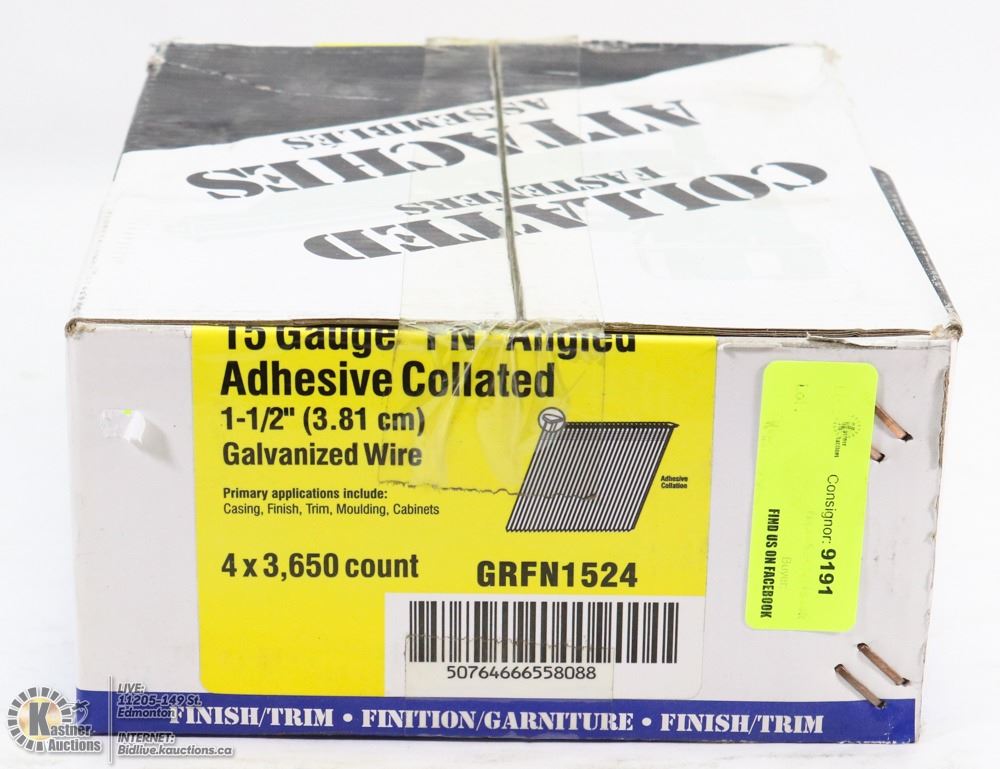 COLLATED
FASTENERS
ATTACHES
ASSEMBLÉS
15 Gauge "FN" Angled
Adhesive Collated
1-1/2" (3.81 cm)
Galvanized Wire
Primary applications include:
Casing, Finish, Trim, Moulding, Cabinets
Adhesive
Collation
4 x 3,650 count
GRFN1524
50764666558088
Consignor: 9191
Buyer
FIND US ON FACEBOOK
FINISH/TRIM • FINITION/GARNITURE • FINISH/TRIM
Kastner
Auctions
LIVE:
11205-149 St.
Edmonton
INTERNET:
Bidlive.kauctions.ca